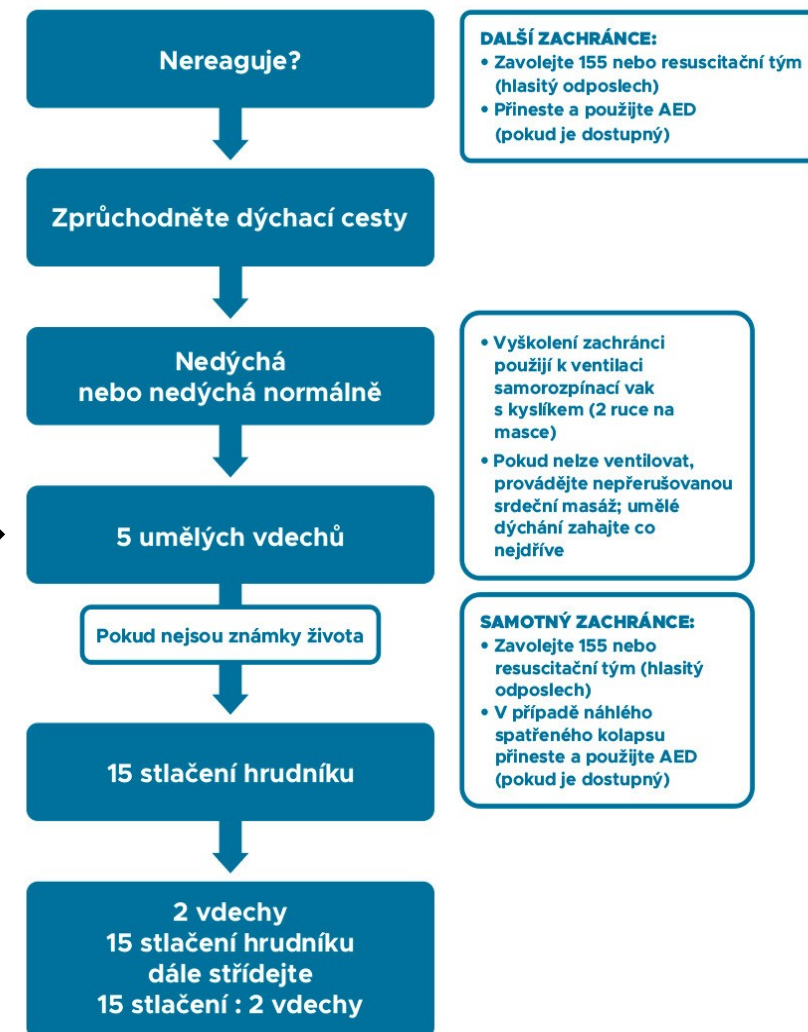 Nereaguje?
DALŠÍ ZACHRÁNCE:
• Zavolejte 155 nebo resuscitační tým
(hlasitý odposlech)
• Přineste a použijte AED
(pokud je dostupný)
Zprůchodněte dýchací cesty
Nedýchá
nebo nedýchá normálně
• Vyškolení zachránci
použijí k ventilaci
samorozpínací vak
s kyslíkem (2 ruce na
masce)
• Pokud nelze ventilovat,
provádějte nepřerušovanou
srdeční masáž; umělé
dýchání zahajte co
nejdříve
5 umělých vdechů
Pokud nejsou známky života
SAMOTNÝ ZACHRÁNCE:
• Zavolejte 155 nebo
resuscitační tým (hlasitý
odposlech)
• V případě náhlého
spatřeného kolapsu
přineste a použijte AED
(pokud je dostupný)
15 stlačení hrudníku
2 vdechy
15 stlačení hrudníku
dále střídejte
15 stlačení : 2 vdechy